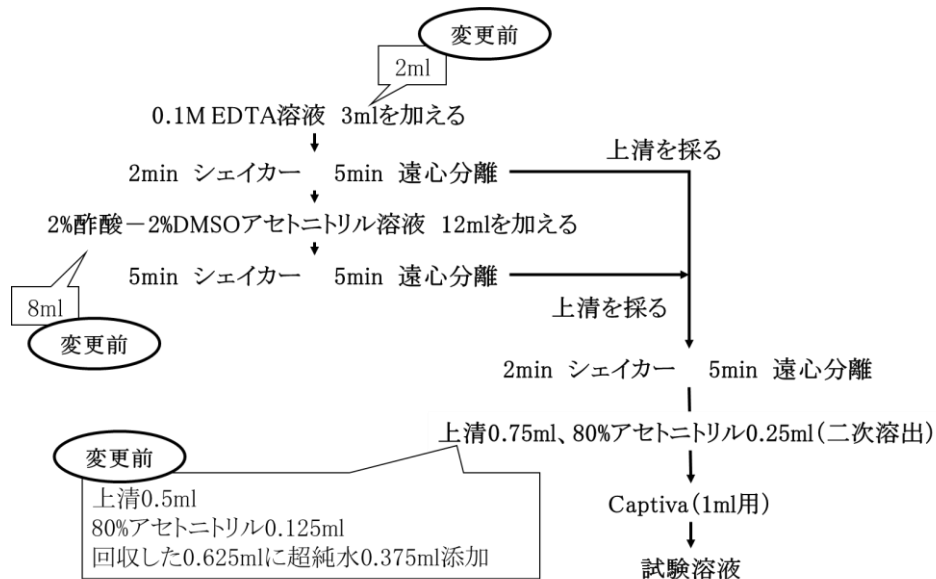 変更前
2ml
0.1M EDTA溶液 3mlを加える
上清を採る
2min シェイカー 5min 遠心分離
2%酢酸－2%DMSOアセトニトリル溶液 12mlを加える
5min シェイカー 5min 遠心分離
8ml
上清を採る
変更前
2min シェイカー 5min 遠心分離
上清0.75ml、80%アセトニトリル0.25ml(二次溶出)
変更前
上清0.5ml
80%アセトニトリル0.125ml
回収した0.625mlに超純水0.375ml添加
Captiva(1ml用)
試験溶液